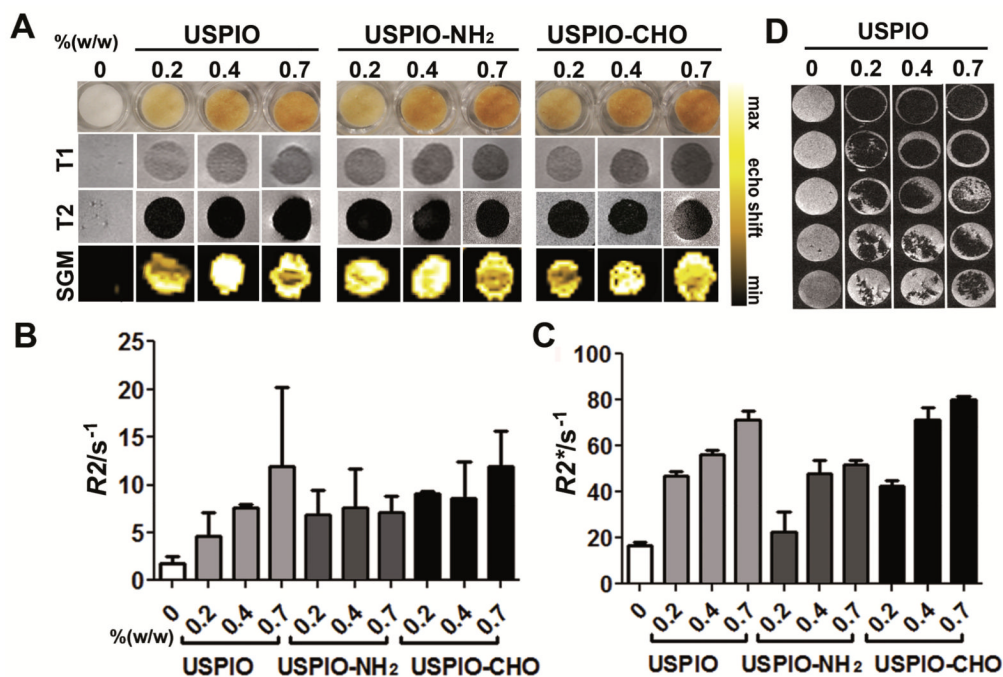 A
%(w/w)
USPIO
USPIO-NH₂
USPIO-CHO
0 0.2 0.4 0.7 0.2 0.4 0.7 0.2 0.4 0.7
T1
T2
SGM
max
echo shift
min
D
USPIO
0 0.2 0.4 0.7
B
R2/s⁻¹
25
20
15
10
5
0
0 0.2 0.4 0.7 0.2 0.4 0.7 0.2 0.4 0.7
%(w/w)
USPIO USPIO-NH₂ USPIO-CHO
C
R2*/s⁻¹
100
80
60
40
20
0
0 0.2 0.4 0.7 0.2 0.4 0.7 0.2 0.4 0.7
USPIO USPIO-NH₂ USPIO-CHO